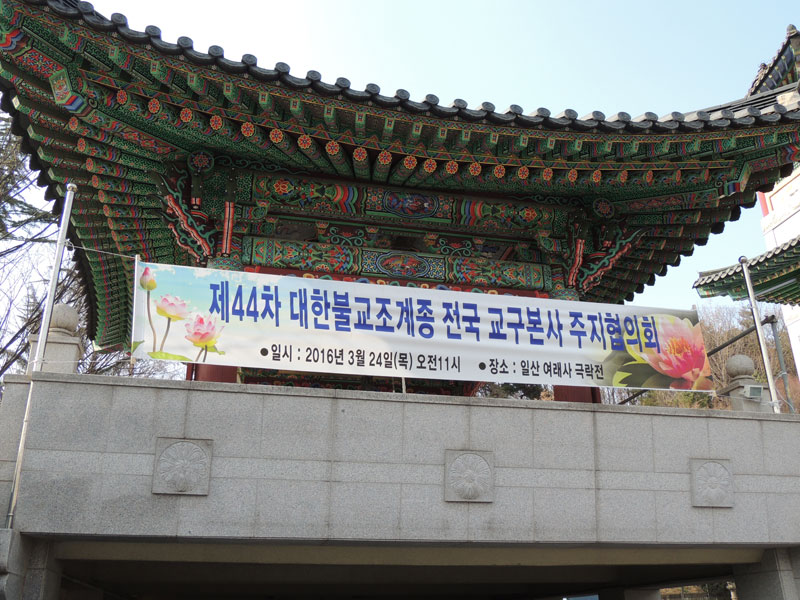 제44차 대한불교조계종 전국 교구본사 주지협의회
●일시 : 2016년 3월 24일(목) 오전11시 ●장소 : 일산 여래사 극락전